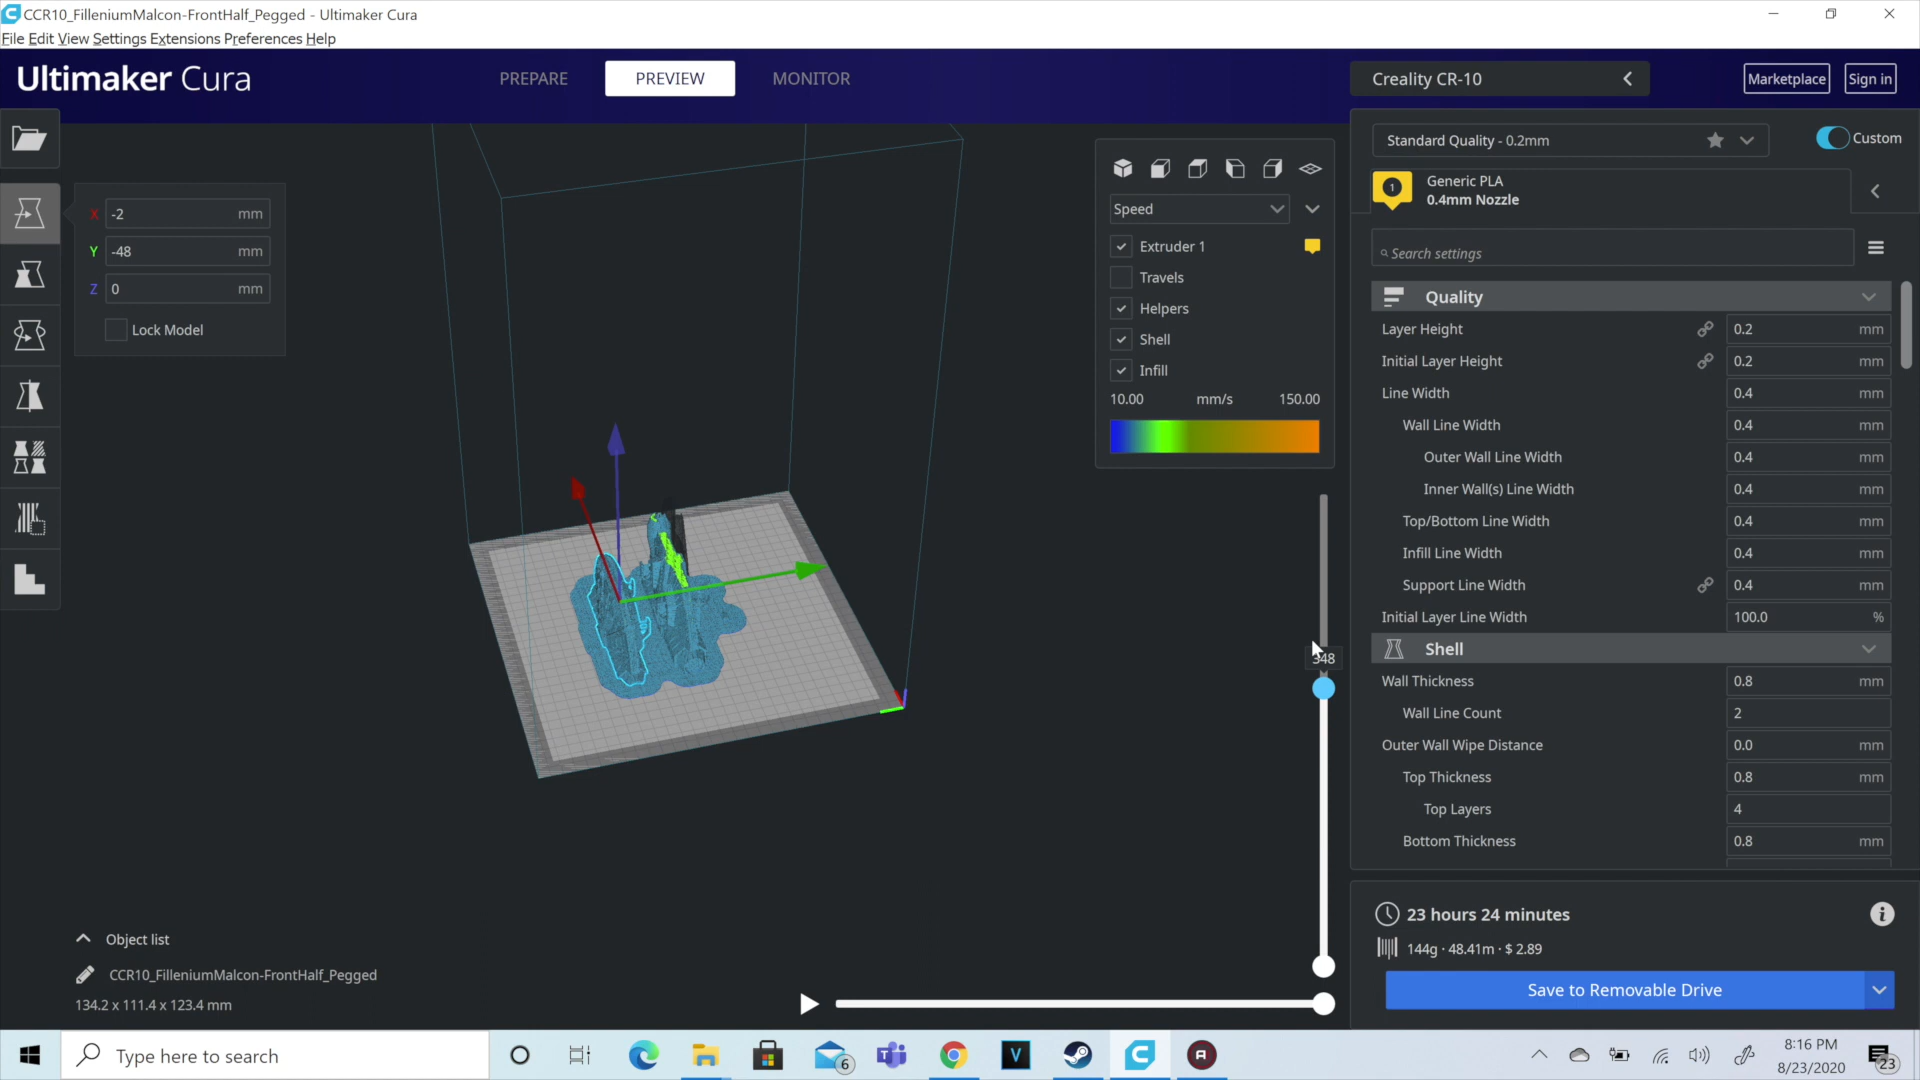 CCR10_FilleniumMalcon-FrontHalf_Pegged - Ultimaker Cura
File Edit View Settings Extensions Preferences Help
Ultimaker Cura
PREPARE
PREVIEW
MONITOR
Creality CR-10
Marketplace
Sign in
X -2 mm
Y -48 mm
Z 0 mm
Lock Model
Speed
Extruder 1
Travels
Helpers
Shell
Infill
10.00 mm/s 150.00
348
Standard Quality - 0.2mm
Custom
1
Generic PLA
0.4mm Nozzle
Search settings
Quality
Layer Height 0.2 mm
Initial Layer Height 0.2 mm
Line Width 0.4 mm
Wall Line Width 0.4 mm
Outer Wall Line Width 0.4 mm
Inner Wall(s) Line Width 0.4 mm
Top/Bottom Line Width 0.4 mm
Infill Line Width 0.4 mm
Support Line Width 0.4 mm
Initial Layer Line Width 100.0 %
Shell
Wall Thickness 0.8 mm
Wall Line Count 2
Outer Wall Wipe Distance 0.0 mm
Top Thickness 0.8 mm
Top Layers 4
Bottom Thickness 0.8 mm
23 hours 24 minutes
144g · 48.41m · $ 2.89
Save to Removable Drive
Object list
CCR10_FilleniumMalcon-FrontHalf_Pegged
134.2 x 111.4 x 123.4 mm
Type here to search
6
V
8:16 PM
8/23/2020
23